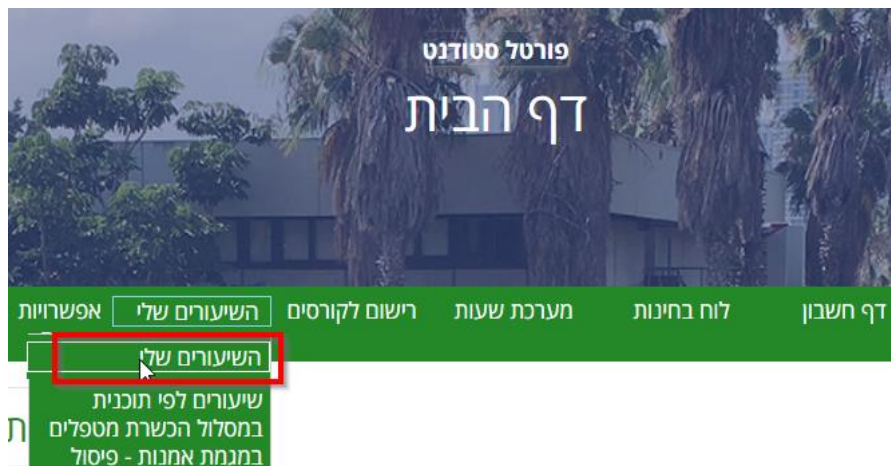 פורטל סטודנט
דף הבית
דף חשבון לוח בחינות מערכת שעות רישום לקורסים השיעורים שלי אפשרויות
השיעורים שלי
שיעורים לפי תוכנית
במסלול הכשרת מטפלים
במגמת אמנות - פיסול